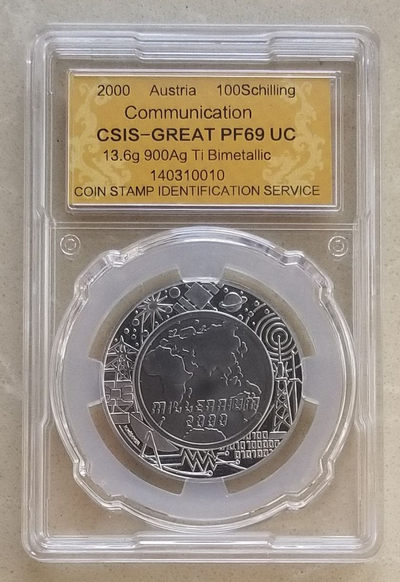 2000 Austria 100Schilling
Communication
CSIS-GREAT PF69 UC
13.6g 900Ag Ti Bimetallic
140310010
COIN STAMP IDENTIFICATION SERVICE
MILLENNIUM
2000